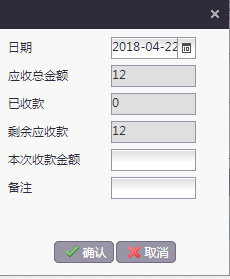 日期 2018-04-22
应收总金额 12
已收款 0
剩余应收款 12
本次收款金额
备注
确认 取消